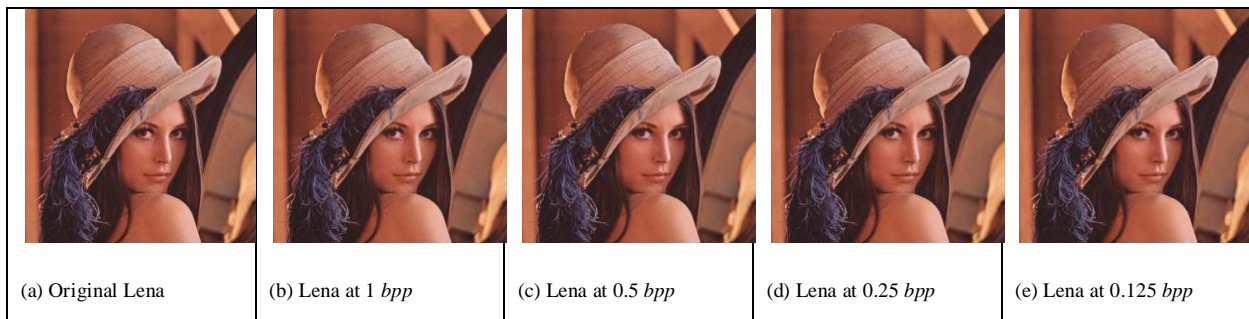 (a) Original Lena
(b) Lena at 1 bpp
(c) Lena at 0.5 bpp
(d) Lena at 0.25 bpp
(e) Lena at 0.125 bpp